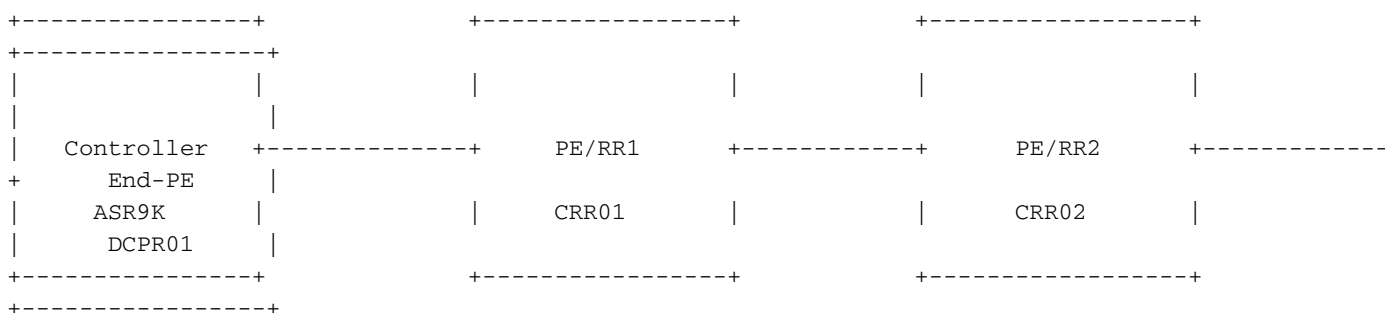 +----------------+ +-----------------+ +------------------+
+-----------------+
| | | | | |
| |
| Controller +--------------+ PE/RR1 +------------+ PE/RR2 +-------------
+ End-PE |
| ASR9K | | CRR01 | | CRR02 |
| DCPR01 |
+----------------+ +-----------------+ +------------------+
+-----------------+